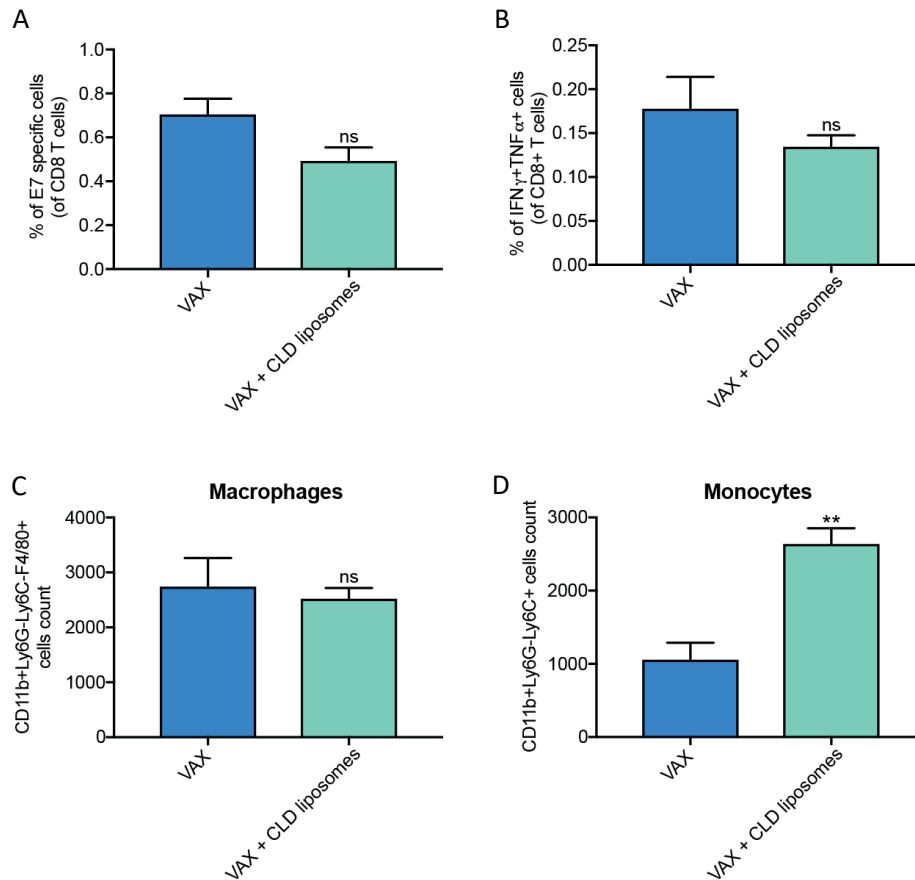 A
% of E7 specific cells
(of CD8 T cells)
1.0
0.8
0.6
0.4
0.2
0.0
ns
VAX
VAX + CLD liposomes
B
% of IFNγ+TNFα+ cells
(of CD8+ T cells)
0.25
0.20
0.15
0.10
0.05
0.00
ns
VAX
VAX + CLD liposomes
C
Macrophages
CD11b+Ly6G-Ly6C-F4/80+
cells count
4000
3000
2000
1000
0
ns
VAX
VAX + CLD liposomes
D
Monocytes
CD11b+Ly6G-Ly6C+ cells count
3000
2000
1000
0
**
VAX
VAX + CLD liposomes